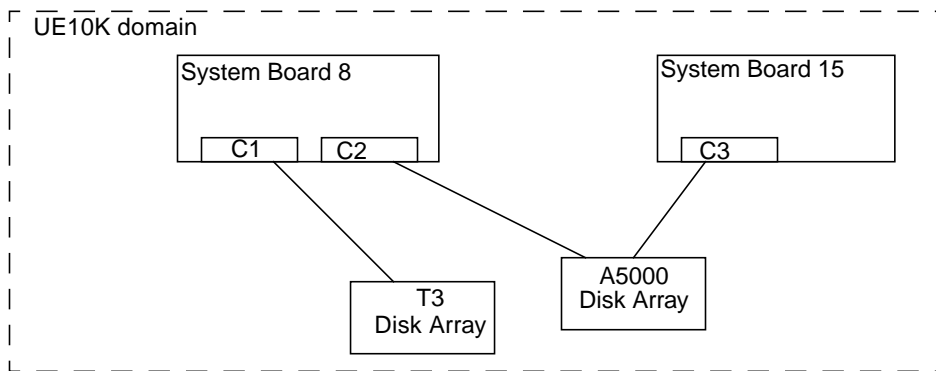 UE10K domain
System Board 8
System Board 15
C1
C2
C3
T3
Disk Array
A5000
Disk Array